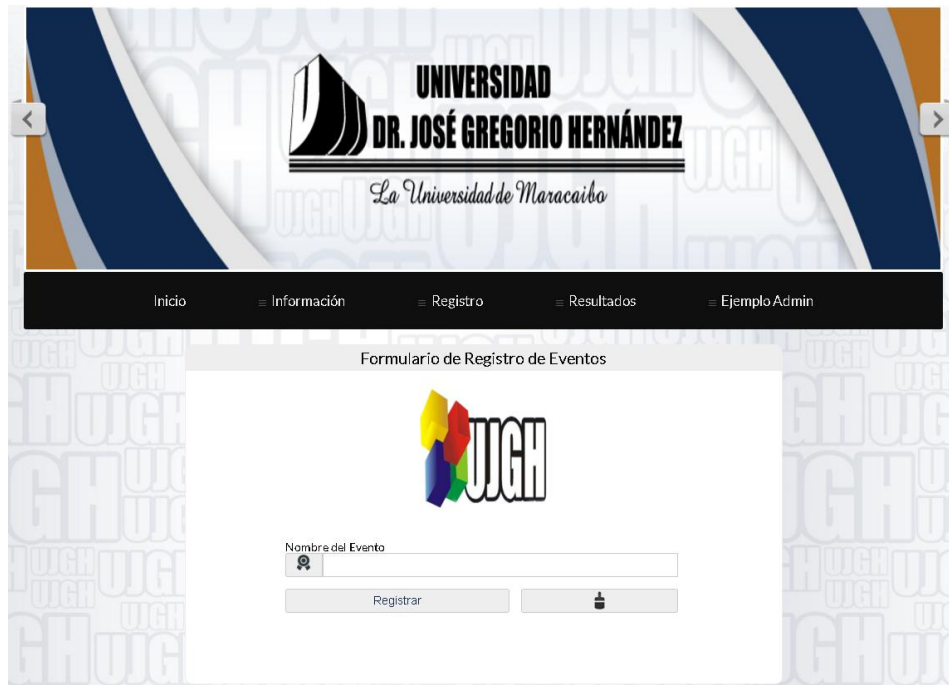 UNIVERSIDAD
DR. JOSÉ GREGORIO HERNÁNDEZ
La Universidad de Maracaibo
Inicio
Información
Registro
Resultados
Ejemplo Admin
Formulario de Registro de Eventos
UJGH
Nombre del Evento
Registrar